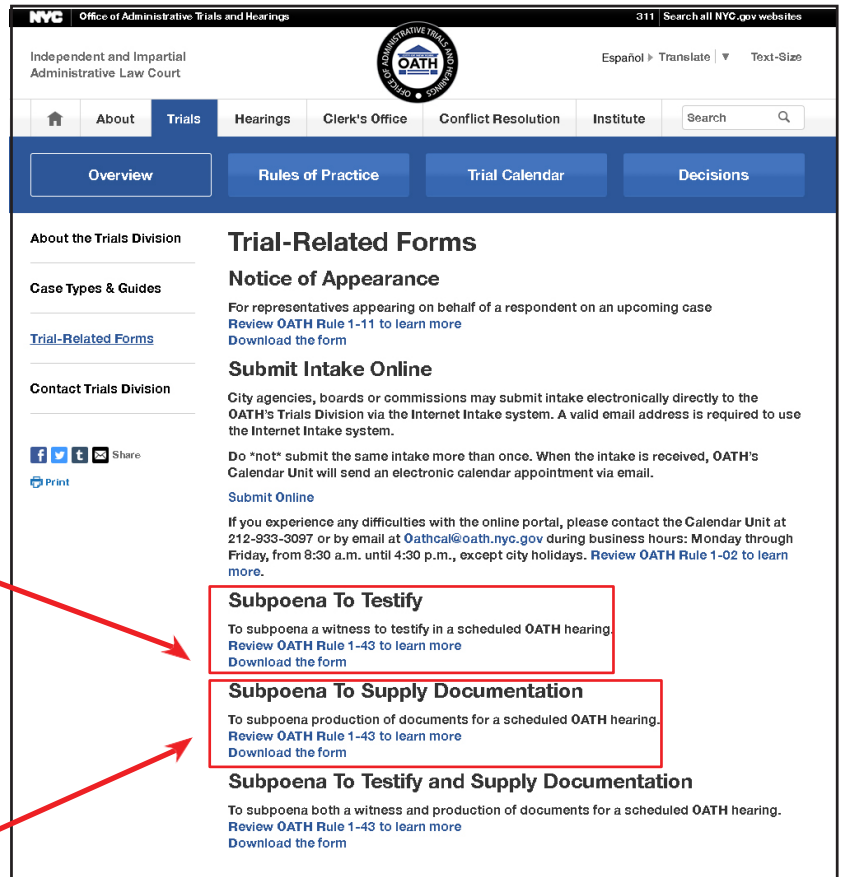 NYC Office of Administrative Trials and Hearings 311 Search all NYC.gov websites
Independent and Impartial
Administrative Law Court
OFFICE OF ADMINISTRATIVE TRIALS AND HEARINGS
OATH
Español Translate ▼ Text-Size
About Trials Hearings Clerk's Office Conflict Resolution Institute Search
Overview Rules of Practice Trial Calendar Decisions
About the Trials Division
Case Types & Guides
Trial-Related Forms
Contact Trials Division
Share
Print
Trial-Related Forms
Notice of Appearance
For representatives appearing on behalf of a respondent on an upcoming case
Review OATH Rule 1-11 to learn more
Download the form
Submit Intake Online
City agencies, boards or commissions may submit intake electronically directly to the
OATH's Trials Division via the Internet Intake system. A valid email address is required to use
the Internet Intake system.
Do *not* submit the same intake more than once. When the intake is received, OATH's
Calendar Unit will send an electronic calendar appointment via email.
Submit Online
If you experience any difficulties with the online portal, please contact the Calendar Unit at
212-933-3097 or by email at Oathcal@oath.nyc.gov during business hours: Monday through
Friday, from 8:30 a.m. until 4:30 p.m., except city holidays. Review OATH Rule 1-02 to learn
more.
Subpoena To Testify
To subpoena a witness to testify in a scheduled OATH hearing.
Review OATH Rule 1-43 to learn more
Download the form
Subpoena To Supply Documentation
To subpoena production of documents for a scheduled OATH hearing.
Review OATH Rule 1-43 to learn more
Download the form
Subpoena To Testify and Supply Documentation
To subpoena both a witness and production of documents for a scheduled OATH hearing.
Review OATH Rule 1-43 to learn more
Download the form